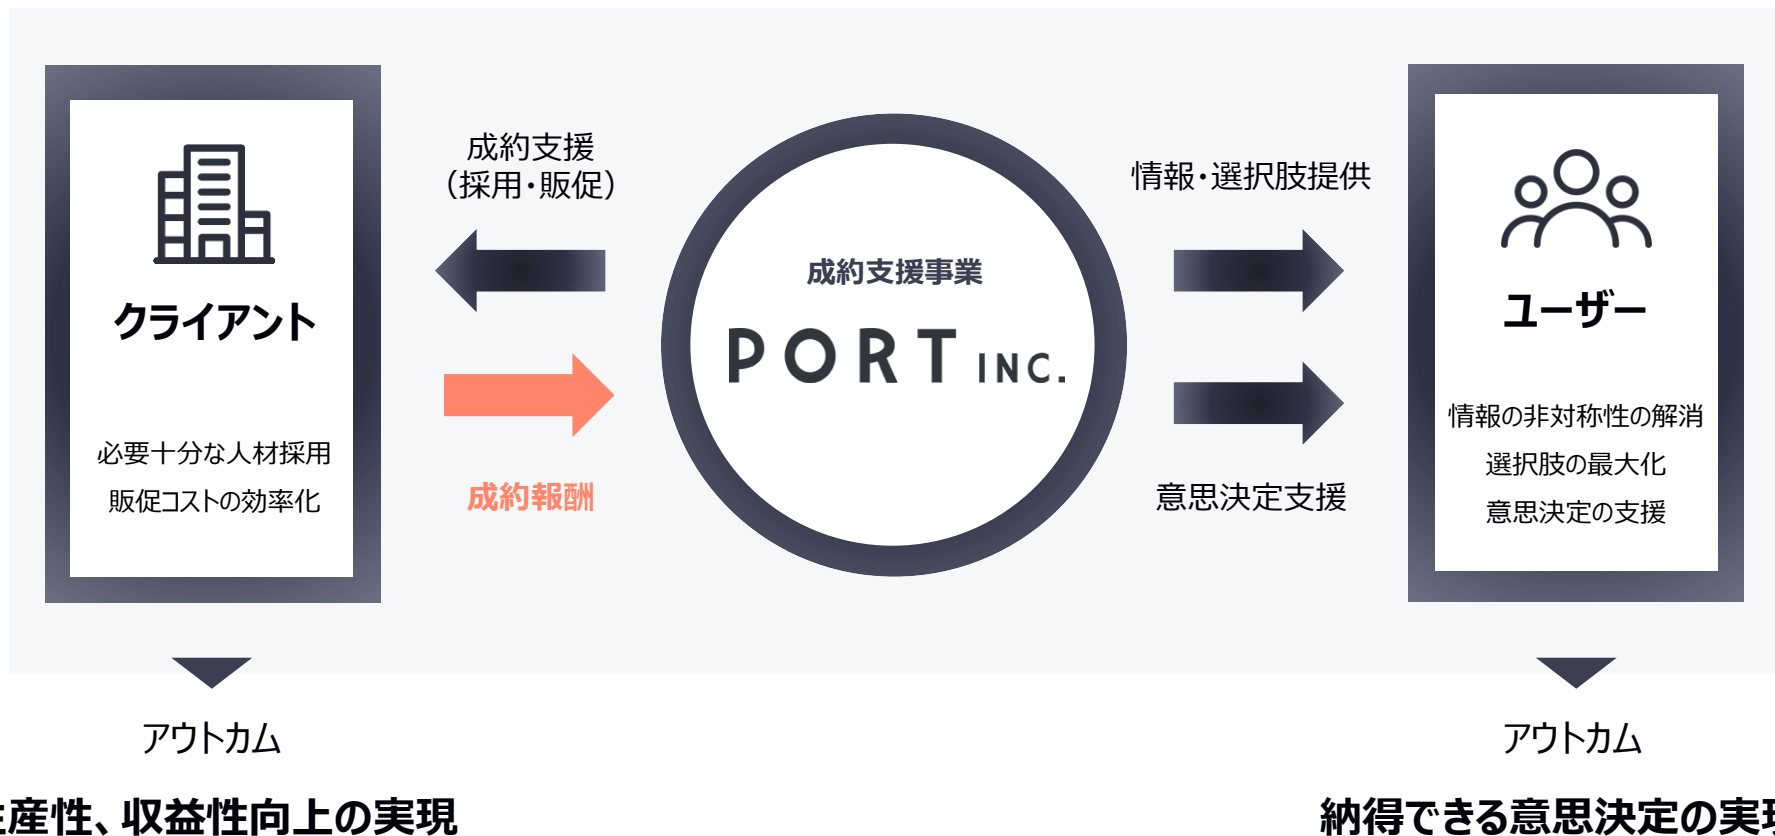 クライアント
必要十分な人材採用
販促コストの効率化
成約支援
（採用・販促）
成約報酬
成約支援事業
PORT INC.
情報・選択肢提供
意思決定支援
ユーザー
情報の非対称性の解消
選択肢の最大化
意思決定の支援
アウトカム
産性、収益性向上の実現
アウトカム
納得できる意思決定の実